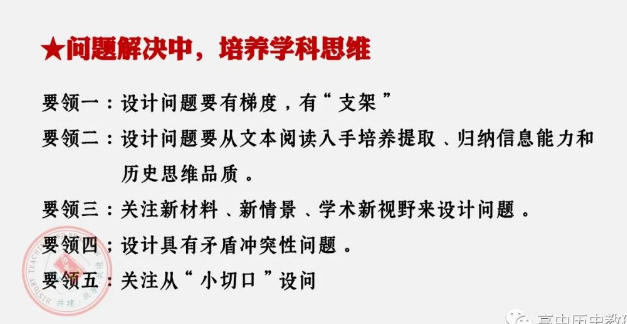 ★问题解决中，培养学科思维
要领一：设计问题要有梯度，有“支架”
要领二：设计问题要从文本阅读入手培养提取、归纳信息能力和
历史思维品质。
要领三：关注新材料、新情景、学术新视野来设计问题。
要领四；设计具有矛盾冲突性问题。
要领五：关注从“小切口”设问
HISTORY TEACHING
高中历史教研